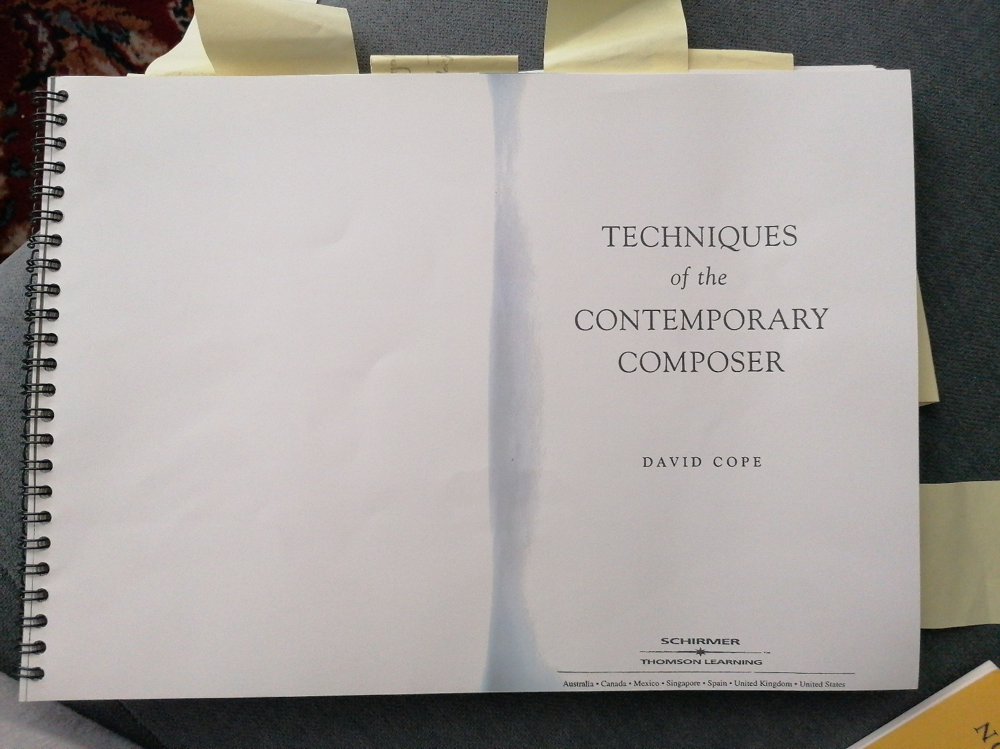 TECHNIQUES
of the
CONTEMPORARY
COMPOSER
DAVID COPE
SCHIRMER
THOMSON LEARNING
Australia • Canada • Mexico • Singapore • Spain • United Kingdom • United States